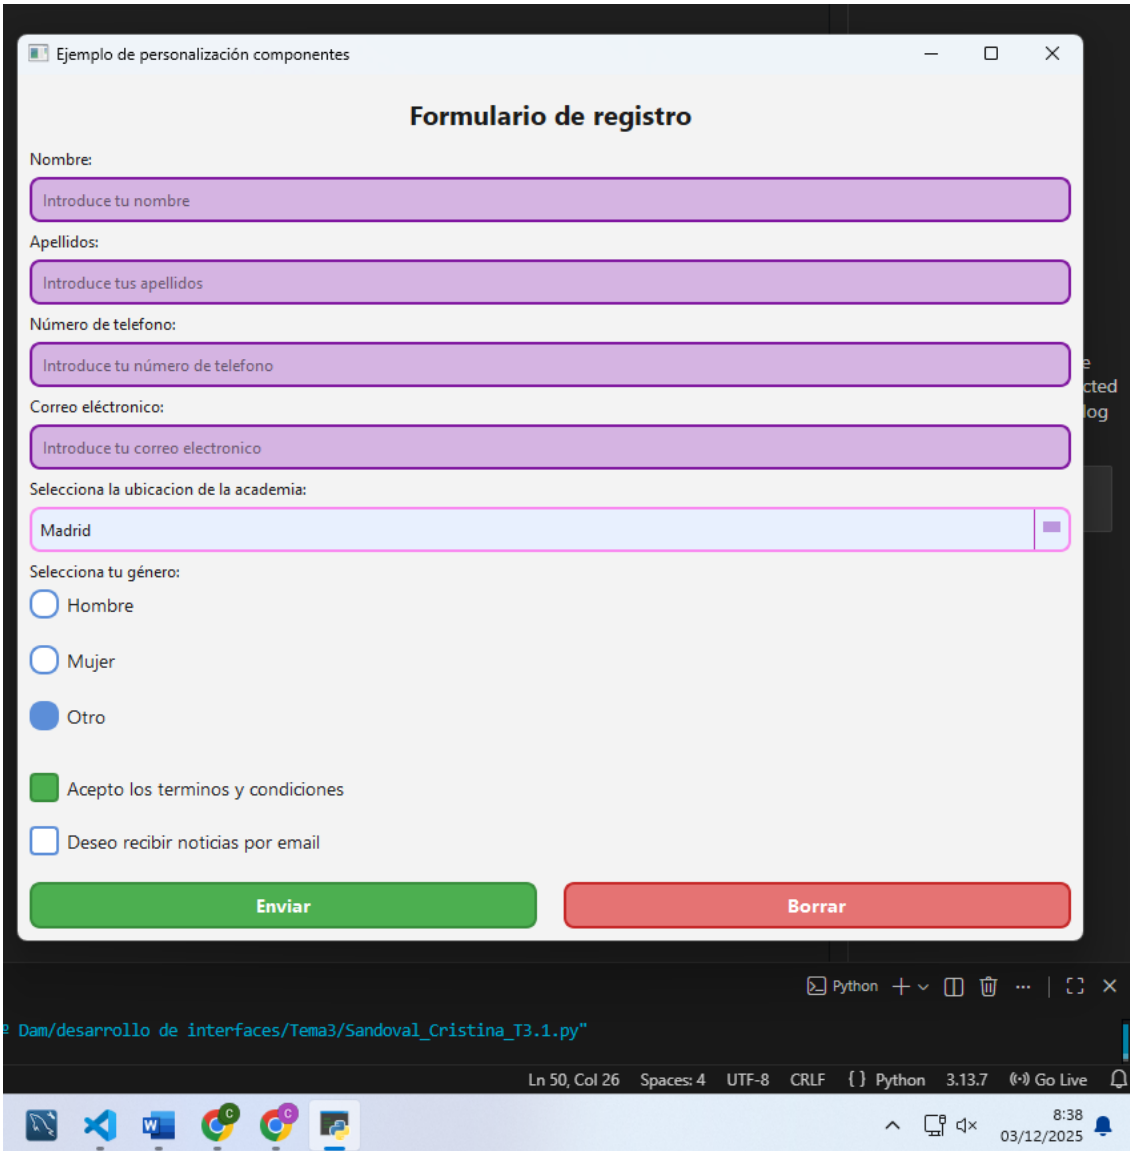 Ejemplo de personalización componentes
Formulario de registro
Nombre:
Introduce tu nombre
Apellidos:
Introduce tus apellidos
Número de telefono:
Introduce tu número de telefono
Correo eléctronico:
Introduce tu correo electronico
Selecciona la ubicacion de la academia:
Madrid
Selecciona tu género:
Hombre
Mujer
Otro
Acepto los terminos y condiciones
Deseo recibir noticias por email
Enviar Borrar
e
cted
log
Python
º Dam/desarrollo de interfaces/Tema3/Sandoval_Cristina_T3.1.py"
Ln 50, Col 26 Spaces: 4 UTF-8 CRLF { } Python 3.13.7 Go Live
C C
W
8:38
03/12/2025